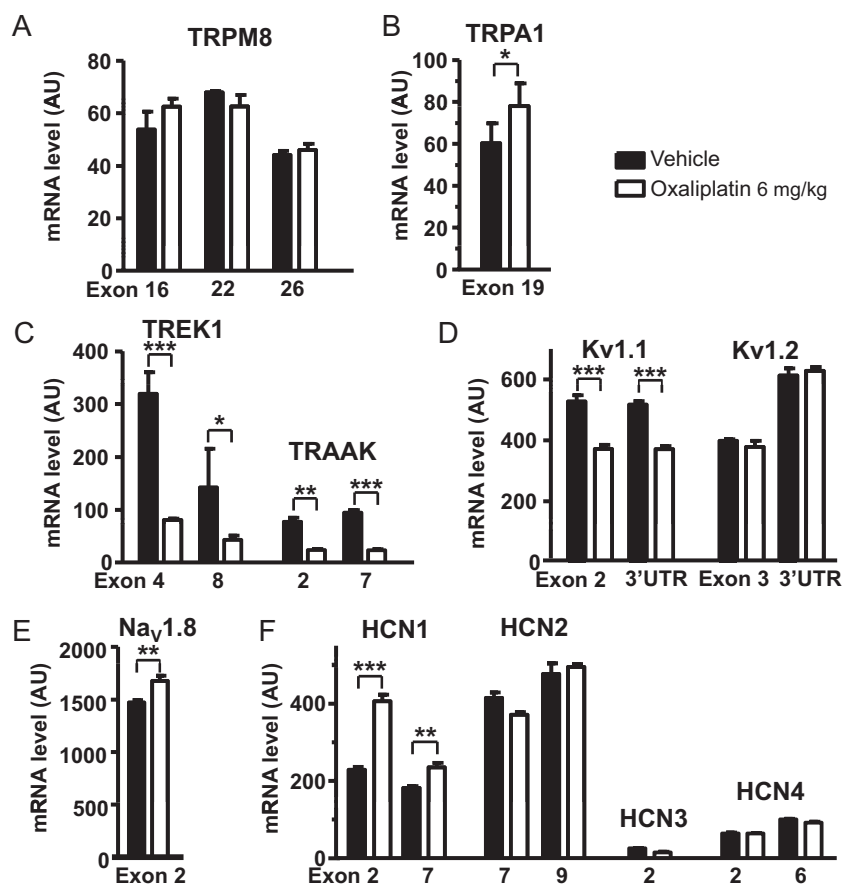 A
TRPM8
mRNA level (AU)
80
60
40
20
0
Exon 16 22 26
B
TRPA1
mRNA level (AU)
100
80
60
40
20
0
*
Exon 19
Vehicle
Oxaliplatin 6 mg/kg
C
TREK1
mRNA level (AU)
400
300
200
100
0
***
*
TRAAK
**
***
Exon 4 8 2 7
D
Kv1.1 Kv1.2
mRNA level (AU)
600
400
200
0
***
***
Exon 2 3'UTR Exon 3 3'UTR
E
NaV1.8
mRNA level (AU)
2000
1500
1000
500
0
**
Exon 2
F
HCN1 HCN2
mRNA level (AU)
400
200
0
***
**
HCN3
HCN4
Exon 2 7 7 9 2 2 6